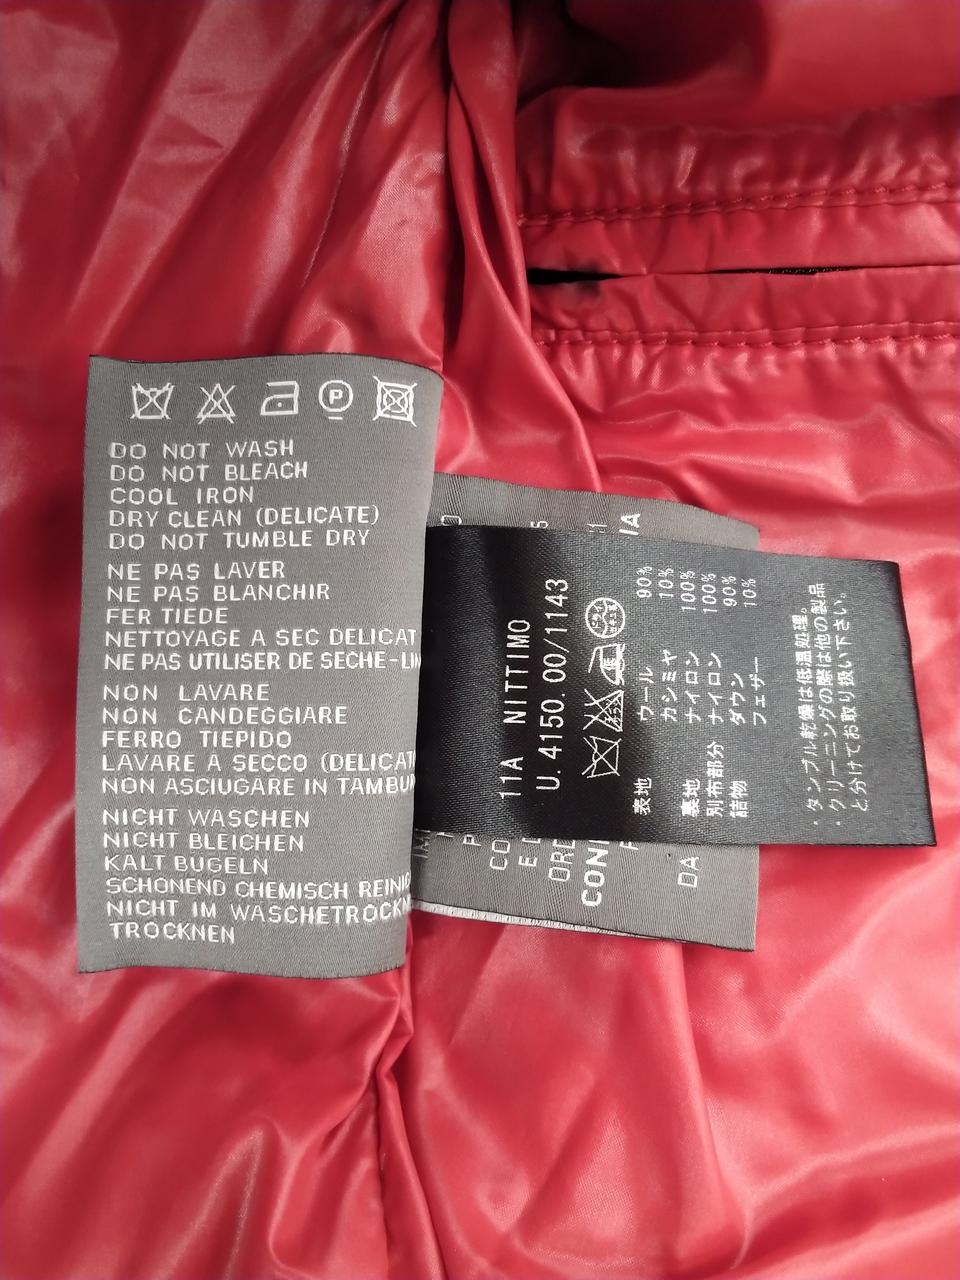 DO NOT WASH
DO NOT BLEACH
COOL IRON
DRY CLEAN (DELICATE)
DO NOT TUMBLE DRY
NE PAS LAVER
NE PAS BLANCHIR
FER TIEDE
NETTOYAGE A SEC DELICAT
NE PAS UTILISER DE SECHE-LIN
NON LAVARE
NON CANDEGGIARE
FERRO TIEPIDO
LAVARE A SECCO (DELICAT
NON ASCIUGARE IN TAMBUR
NICHT WASCHEN
NICHT BLEICHEN
KALT BUGELN
SCHONEND CHEMISCH REINIG
NICHT IM WASCHETROCKN
TROCKNEN
11A NITTIMO
U. 4150. 00/1143
表地 ウール 90%
カシミヤ 10%
裏地 ナイロン 100%
別布部分 ナイロン 100%
詰物 ダウン 90%
フェザー 10%
・タンブル乾燥は低温処理。
・クリーニングの際は他の製品
と分けてお取り扱い下さい。
CO
ORD
CON
DA